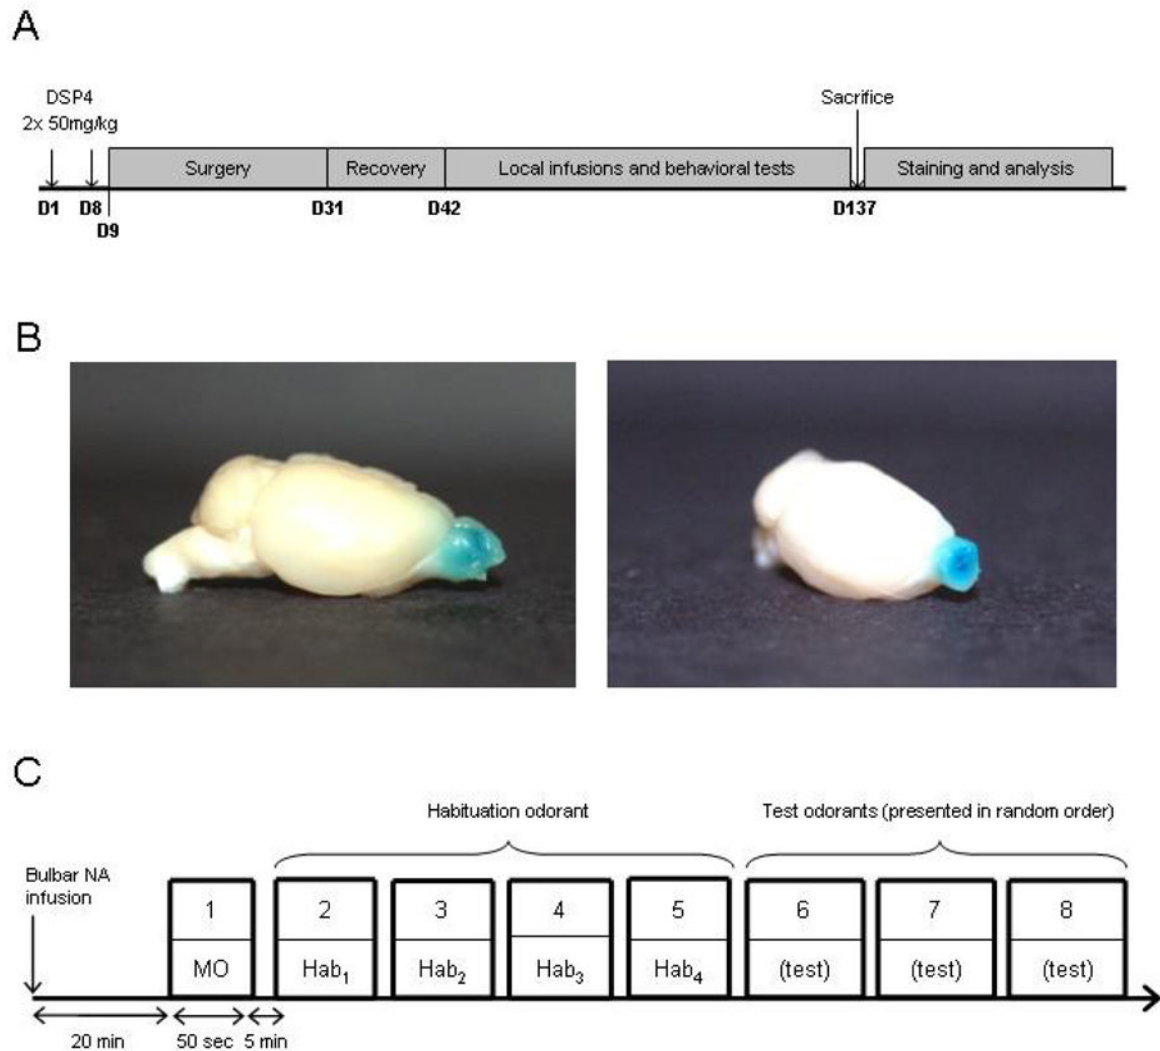 A
DSP4
2x 50mg/kg
Sacrifice
Surgery
Recovery
Local infusions and behavioral tests
Staining and analysis
D1
D8
D9
D31
D42
D137
B
C
Habituation odorant
Test odorants (presented in random order)
Bulbar NA
infusion
1
2
3
4
5
6
7
8
MO
Hab₁
Hab₂
Hab₃
Hab₄
(test)
(test)
(test)
20 min
50 sec
5 min